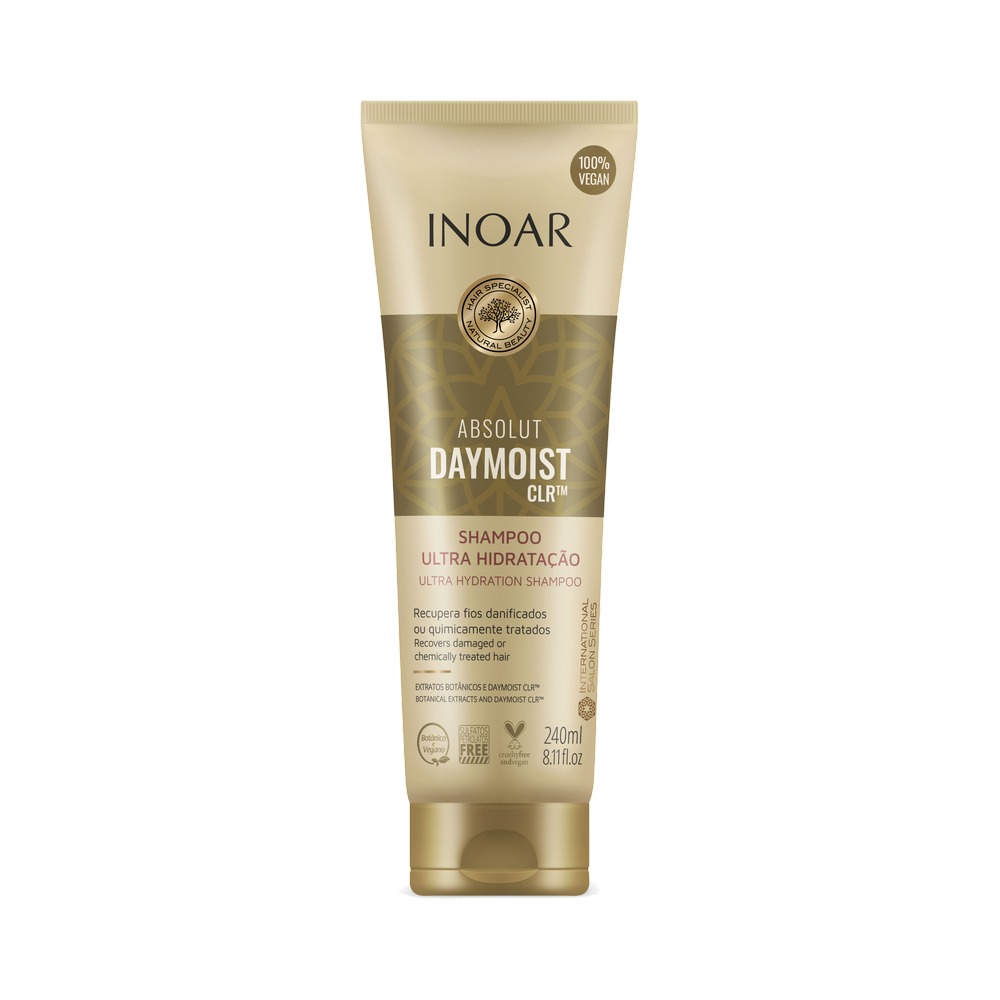 100%
VEGAN
INOAR
HAIR SPECIALIST
NATURAL BEAUTY
ABSOLUT
DAYMOIST
CLR™
SHAMPOO
ULTRA HIDRATAÇÃO
ULTRA HYDRATION SHAMPOO
Recupera fios danificados
ou quimicamente tratados
Recovers damaged or
chemically treated hair
EXTRATOS BOTÂNICOS E DAYMOIST CLR™
BOTANICAL EXTRACTS AND DAYMOIST CLR™
INTERNATIONAL
SALON SERIES
Botânico
Vegano
SULFATOS
PETROLATOS
FREE
crueltyfree
andvegan
240ml
8.11fl.oz